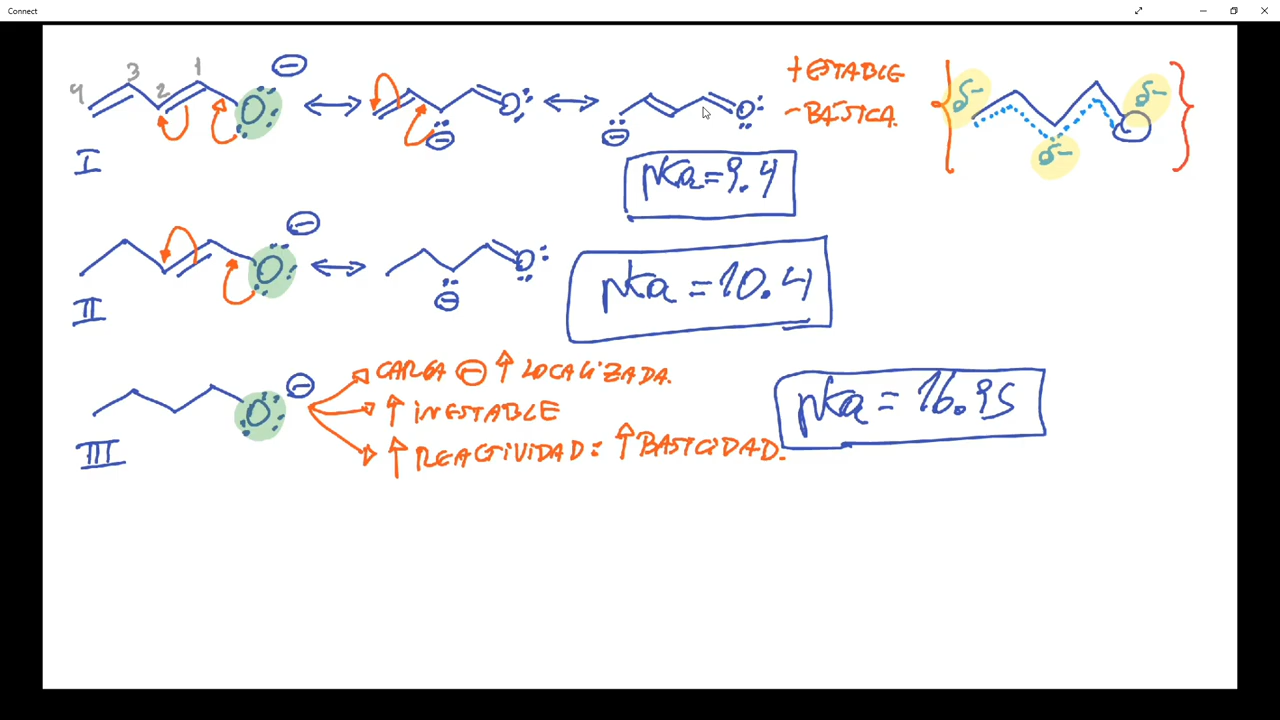 Connect
4 3 2 1 O ⊖ ↔ ⊖ O ↔ ⊖ O
+ ESTABLE
- BÁSICA.
δ- δ- δ-
I
pKa = 9.4
O ⊖ ↔ ⊖ O
II
pKa = 10.4
O ⊖
III
CARGA ⊖ ↑ LOCALIZADA.
↑ INESTABLE
↑ REACTIVIDAD: ↑ BASICIDAD.
pKa = 16.95